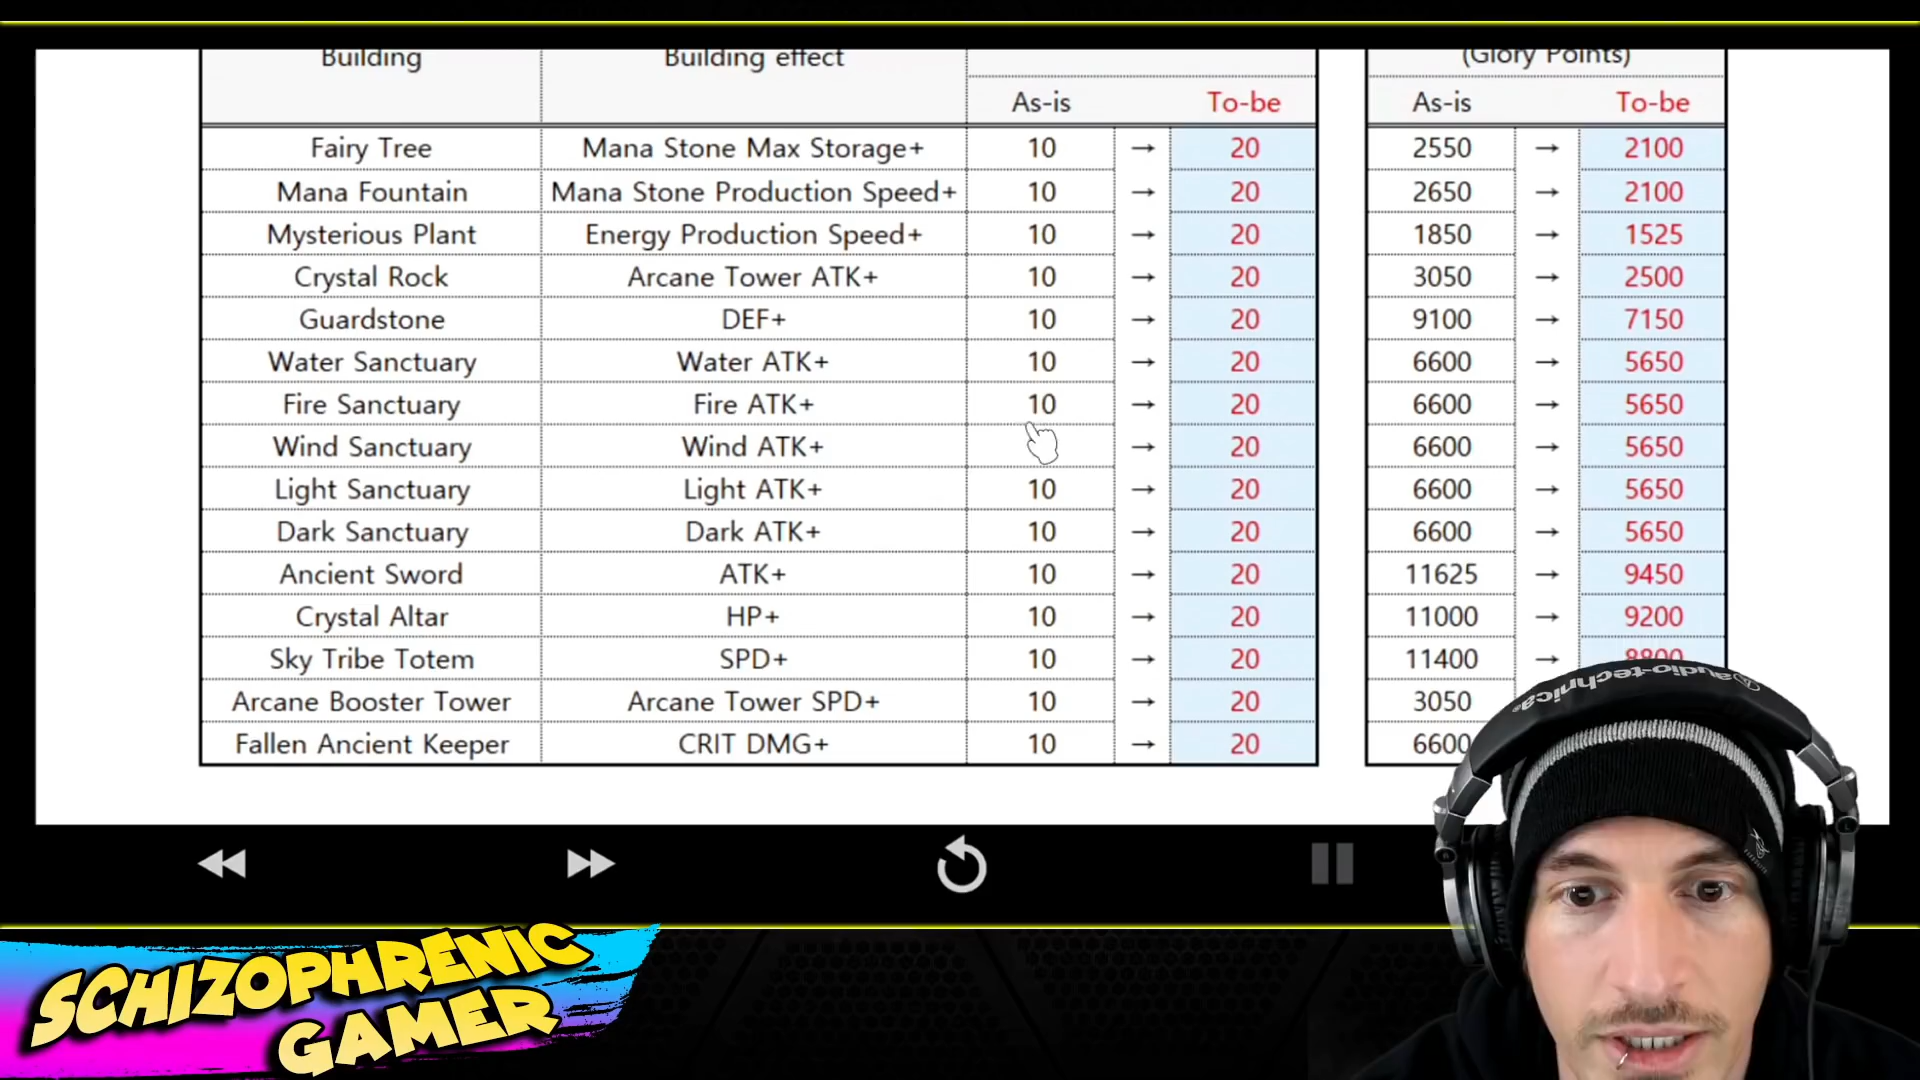 Building Building effect (Glory Points)
As-is To-be As-is To-be
Fairy Tree Mana Stone Max Storage+ 10 → 20 2550 → 2100
Mana Fountain Mana Stone Production Speed+ 10 → 20 2650 → 2100
Mysterious Plant Energy Production Speed+ 10 → 20 1850 → 1525
Crystal Rock Arcane Tower ATK+ 10 → 20 3050 → 2500
Guardstone DEF+ 10 → 20 9100 → 7150
Water Sanctuary Water ATK+ 10 → 20 6600 → 5650
Fire Sanctuary Fire ATK+ 10 → 20 6600 → 5650
Wind Sanctuary Wind ATK+ → 20 6600 → 5650
Light Sanctuary Light ATK+ 10 → 20 6600 → 5650
Dark Sanctuary Dark ATK+ 10 → 20 6600 → 5650
Ancient Sword ATK+ 10 → 20 11625 → 9450
Crystal Altar HP+ 10 → 20 11000 → 9200
Sky Tribe Totem SPD+ 10 → 20 11400 → 8800
Arcane Booster Tower Arcane Tower SPD+ 10 → 20 3050
Fallen Ancient Keeper CRIT DMG+ 10 → 20 6600
audio-technica
SCHIZOPHRENIC
GAMER